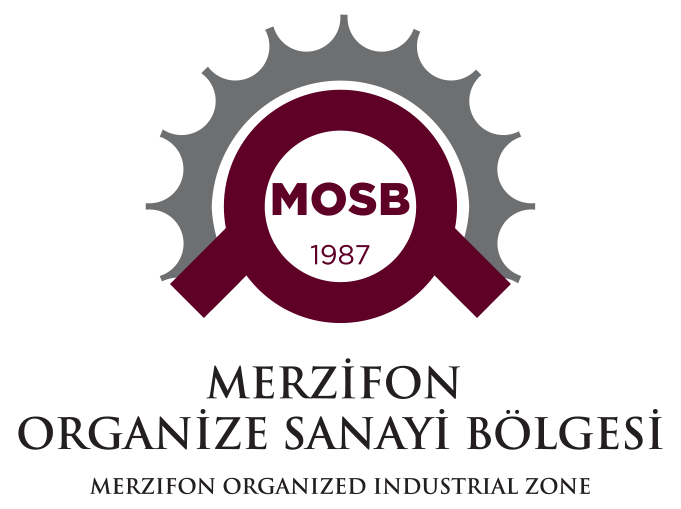 MOSB
1987
MERZİFON
ORGANİZE SANAYİ BÖLGESİ
MERZIFON ORGANIZED INDUSTRIAL ZONE